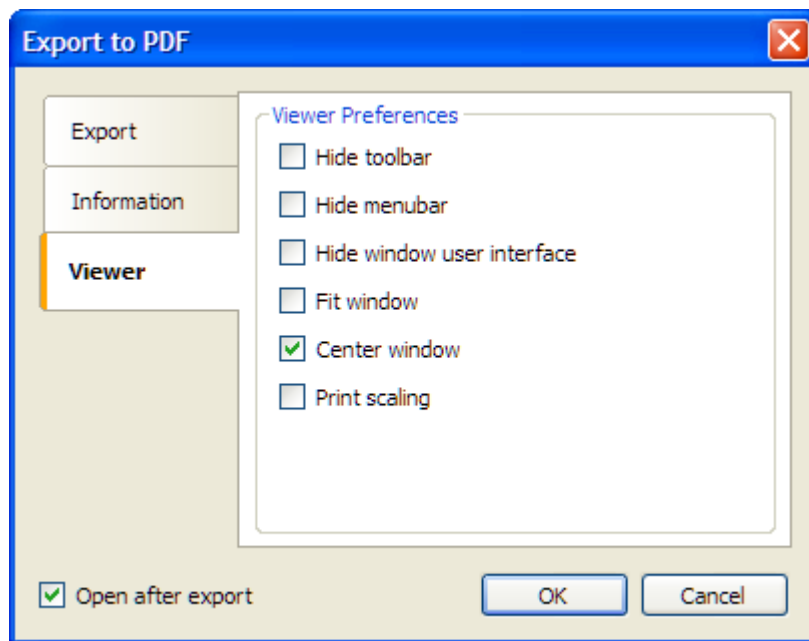 Export to PDF
Export
Information
Viewer
Viewer Preferences
Hide toolbar
Hide menubar
Hide window user interface
Fit window
Center window
Print scaling
Open after export
OK
Cancel